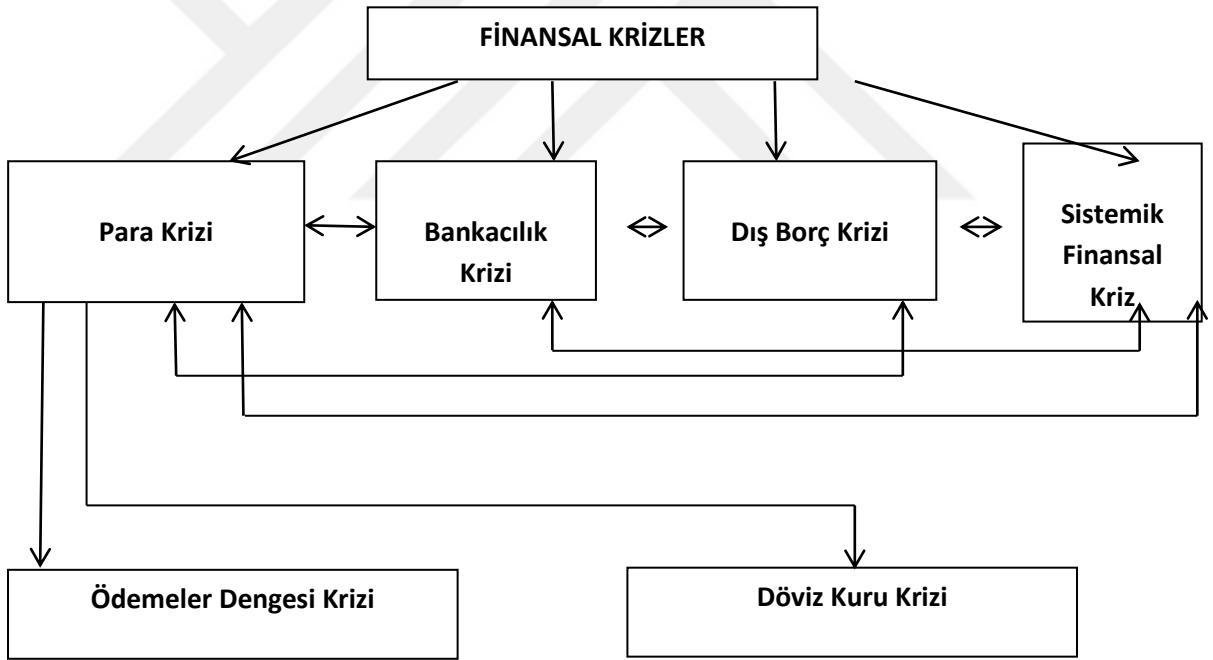 FİNANSAL KRİZLER
Para Krizi
Bankacılık
Krizi
Dış Borç Krizi
Sistemik
Finansal
Kriz
Ödemeler Dengesi Krizi
Döviz Kuru Krizi